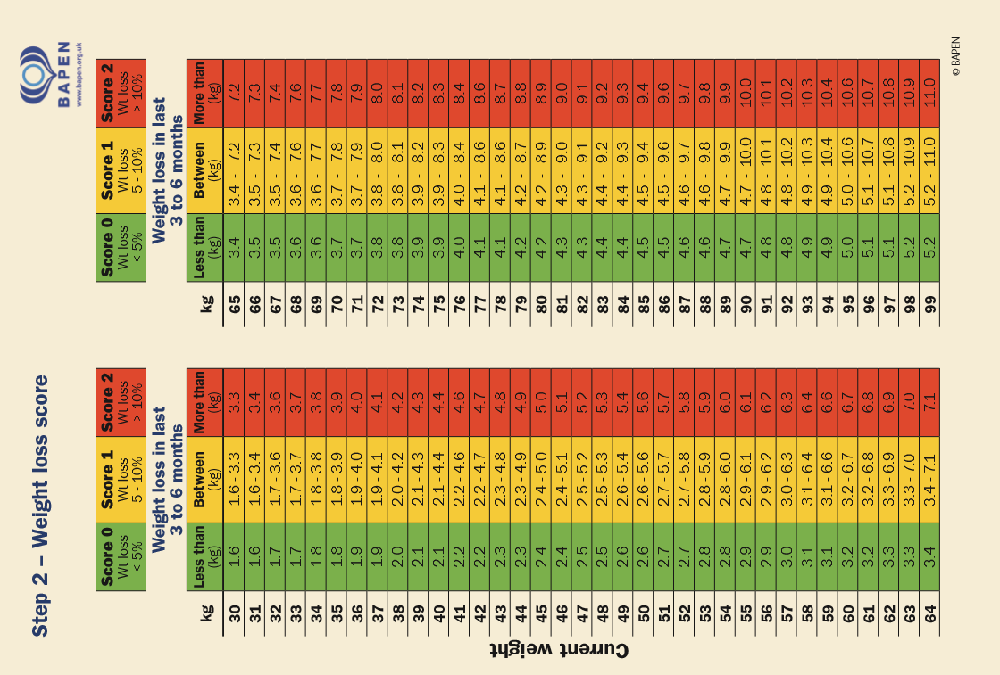 Step 2 – Weight loss score
BAPEN
www.bapen.org.uk
Score 0 Score 1 Score 2
Wt loss Wt loss Wt loss
< 5% 5 - 10% > 10%
Weight loss in last
3 to 6 months
kg Less than Between More than
(kg) (kg) (kg)
30 1.6 1.6 - 3.3 3.3
31 1.6 1.6 - 3.4 3.4
32 1.7 1.7 - 3.6 3.6
33 1.7 1.7 - 3.7 3.7
34 1.8 1.8 - 3.8 3.8
35 1.8 1.8 - 3.9 3.9
36 1.9 1.9 - 4.0 4.0
37 1.9 1.9 - 4.1 4.1
38 2.0 2.0 - 4.2 4.2
39 2.1 2.1 - 4.3 4.3
40 2.1 2.1 - 4.4 4.4
41 2.2 2.2 - 4.6 4.6
42 2.2 2.2 - 4.7 4.7
43 2.3 2.3 - 4.8 4.8
44 2.3 2.3 - 4.9 4.9
45 2.4 2.4 - 5.0 5.0
46 2.4 2.4 - 5.1 5.1
47 2.5 2.5 - 5.2 5.2
48 2.5 2.5 - 5.3 5.3
49 2.6 2.6 - 5.4 5.4
50 2.6 2.6 - 5.6 5.6
51 2.7 2.7 - 5.7 5.7
52 2.7 2.7 - 5.8 5.8
53 2.8 2.8 - 5.9 5.9
54 2.8 2.8 - 6.0 6.0
55 2.9 2.9 - 6.1 6.1
56 2.9 2.9 - 6.2 6.2
57 3.0 3.0 - 6.3 6.3
58 3.1 3.1 - 6.4 6.4
59 3.1 3.1 - 6.6 6.6
60 3.2 3.2 - 6.7 6.7
61 3.2 3.2 - 6.8 6.8
62 3.3 3.3 - 6.9 6.9
63 3.3 3.3 - 7.0 7.0
64 3.4 3.4 - 7.1 7.1
Current weight
Score 0 Score 1 Score 2
Wt loss Wt loss Wt loss
< 5% 5 - 10% > 10%
Weight loss in last
3 to 6 months
kg Less than Between More than
(kg) (kg) (kg)
65 3.4 3.4 - 7.2 7.2
66 3.5 3.5 - 7.3 7.3
67 3.5 3.5 - 7.4 7.4
68 3.6 3.6 - 7.6 7.6
69 3.6 3.6 - 7.7 7.7
70 3.7 3.7 - 7.8 7.8
71 3.7 3.7 - 7.9 7.9
72 3.8 3.8 - 8.0 8.0
73 3.8 3.8 - 8.1 8.1
74 3.9 3.9 - 8.2 8.2
75 3.9 3.9 - 8.3 8.3
76 4.0 4.0 - 8.4 8.4
77 4.1 4.1 - 8.6 8.6
78 4.1 4.1 - 8.6 8.7
79 4.2 4.2 - 8.7 8.8
80 4.2 4.2 - 8.9 8.9
81 4.3 4.3 - 9.0 9.0
82 4.3 4.3 - 9.1 9.1
83 4.4 4.4 - 9.2 9.2
84 4.4 4.4 - 9.3 9.3
85 4.5 4.5 - 9.4 9.4
86 4.5 4.5 - 9.6 9.6
87 4.6 4.6 - 9.7 9.7
88 4.6 4.6 - 9.8 9.8
89 4.7 4.7 - 9.9 9.9
90 4.7 4.7 - 10.0 10.0
91 4.8 4.8 - 10.1 10.1
92 4.8 4.8 - 10.2 10.2
93 4.9 4.9 - 10.3 10.3
94 4.9 4.9 - 10.4 10.4
95 5.0 5.0 - 10.6 10.6
96 5.1 5.1 - 10.7 10.7
97 5.1 5.1 - 10.8 10.8
98 5.2 5.2 - 10.9 10.9
99 5.2 5.2 - 11.0 11.0
© BAPEN